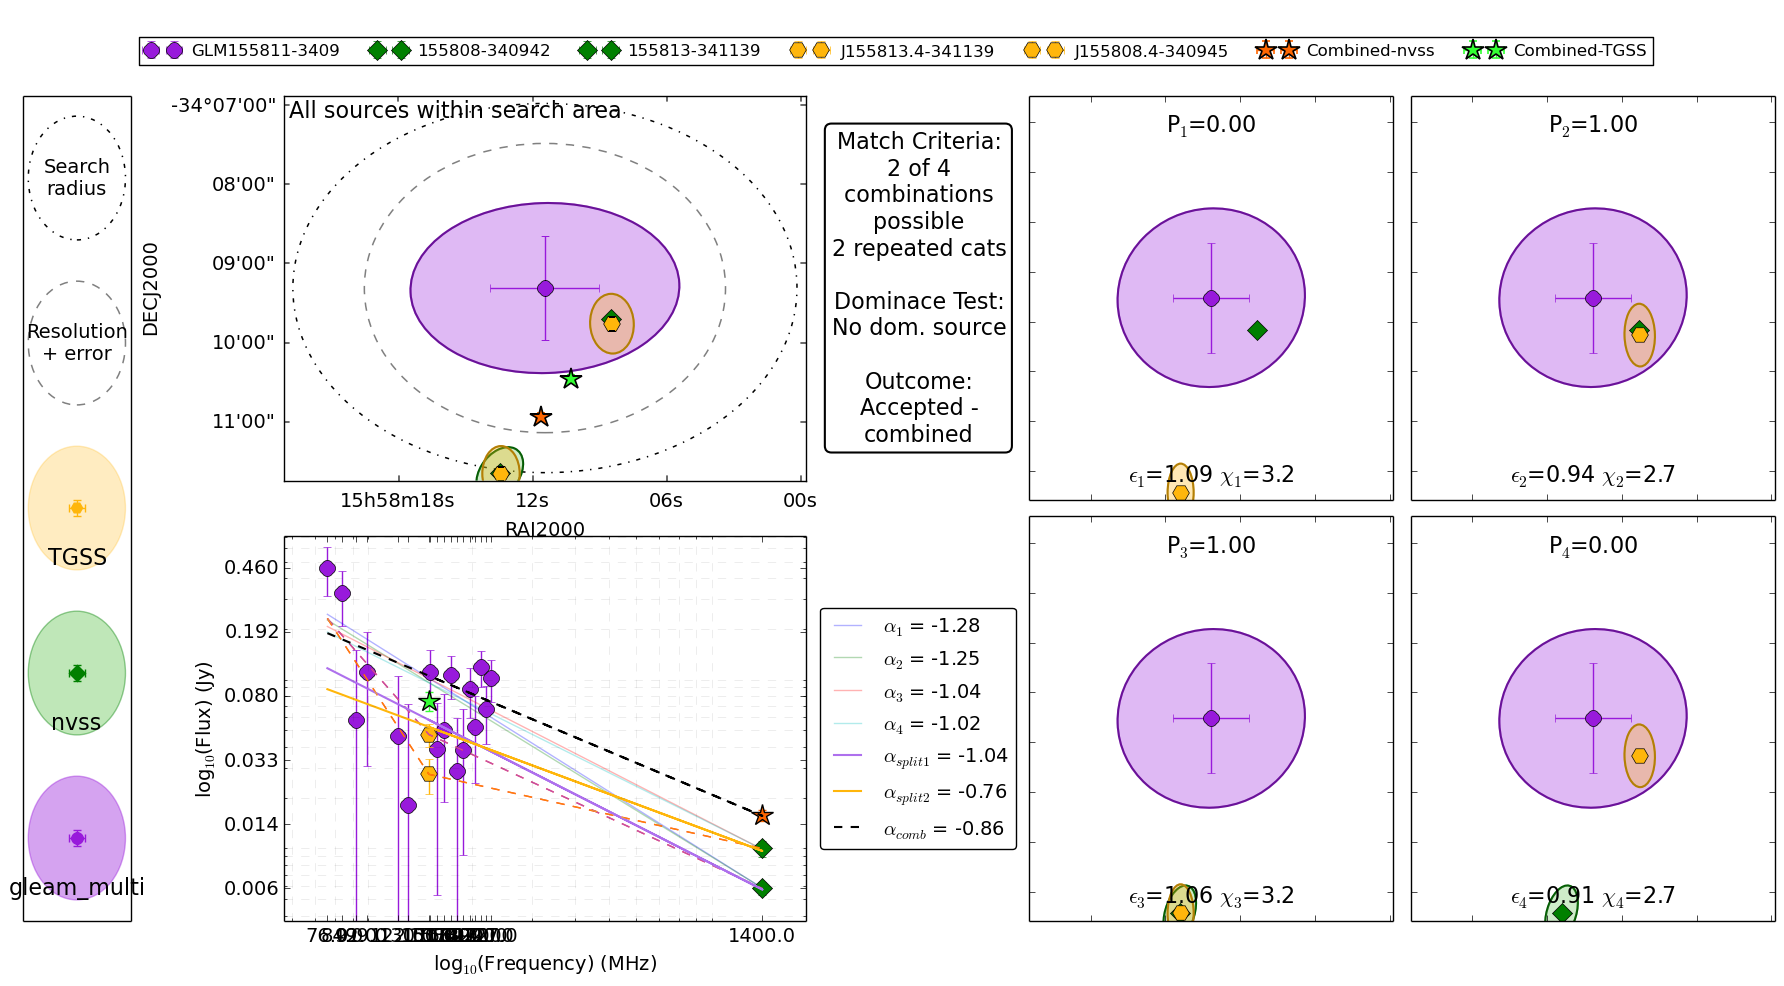 GLM155811-3409 155808-340942 155813-341139 J155813.4-341139 J155808.4-340945 Combined-nvss Combined-TGSS
Search
radius
Resolution
+ error
TGSS
nvss
gleam_multi
All sources within search area
DECJ2000
-34°07'00"
08'00"
09'00"
10'00"
11'00"
15h58m18s 12s 06s 00s
RAJ2000
Match Criteria:
2 of 4
combinations
possible
2 repeated cats
Dominace Test:
No dom. source
Outcome:
Accepted -
combined
P1=0.00
ϵ1=1.09 χ1=3.2
P2=1.00
ϵ2=0.94 χ2=2.7
P3=1.00
ϵ3=1.06 χ3=3.2
P4=0.00
ϵ4=0.91 χ4=2.7
log10(Flux) (Jy)
0.460
0.192
0.080
0.033
0.014
0.006
1400.0
log10(Frequency) (MHz)
α1 = -1.28
α2 = -1.25
α3 = -1.04
α4 = -1.02
αsplit1 = -1.04
αsplit2 = -0.76
αcomb = -0.86